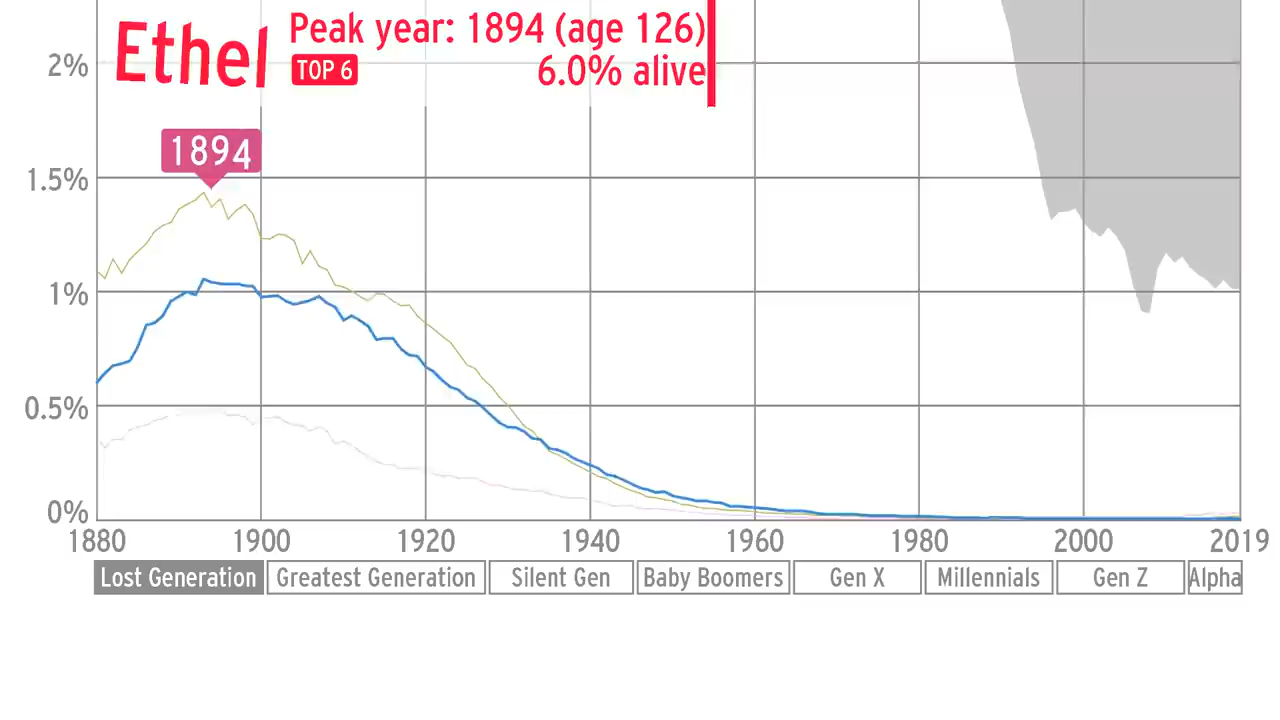 Ethel
Peak year: 1894 (age 126)
TOP 6
6.0% alive
2%
1894
1.5%
1%
0.5%
0%
1880 1900 1920 1940 1960 1980 2000 2019
Lost Generation Greatest Generation Silent Gen Baby Boomers Gen X Millennials Gen Z Alpha